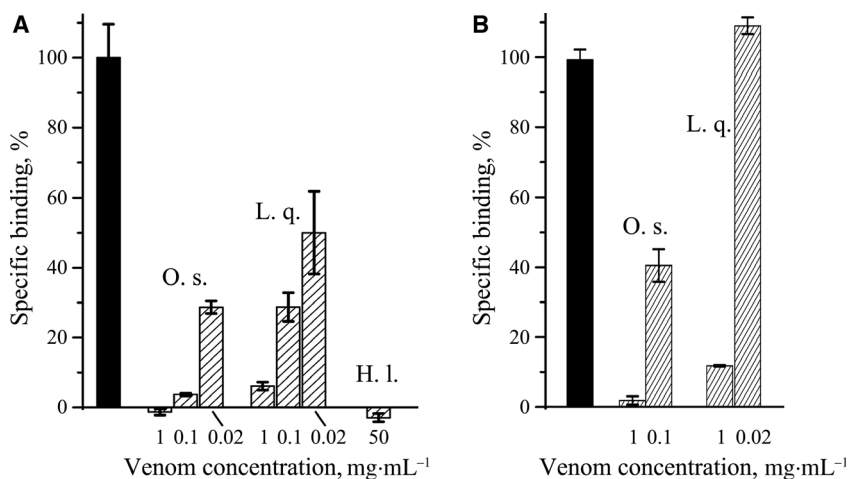 A
Specific binding, %
100
80
60
40
20
0
O. s.
L. q.
H. l.
1 0.1 0.02 1 0.1 0.02 50
Venom concentration, mg·mL⁻¹
B
Specific binding, %
100
80
60
40
20
0
O. s.
L. q.
1 0.1 1 0.02
Venom concentration, mg·mL⁻¹